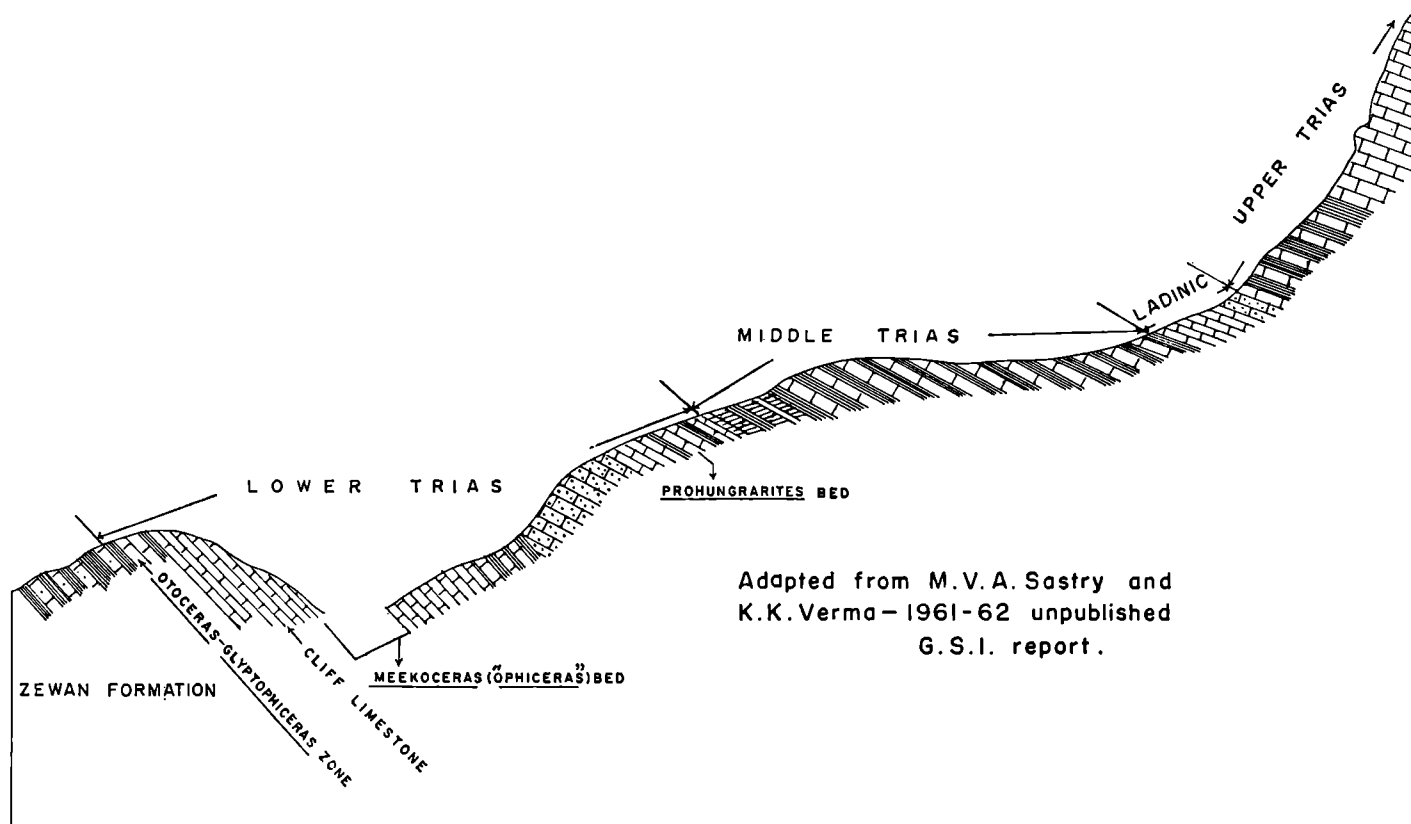 UPPER TRIAS
LADINIC
MIDDLE TRIAS
LOWER TRIAS
PROHUNGRARITES BED
OTOCERAS-GLYPTOPHICERAS ZONE
CLIFF LIMESTONE
MEEKOCERAS ("OPHICERAS") BED
ZEWAN FORMATION
Adapted from M.V.A. Sastry and
K.K. Verma - 1961-62 unpublished
G.S.I. report.